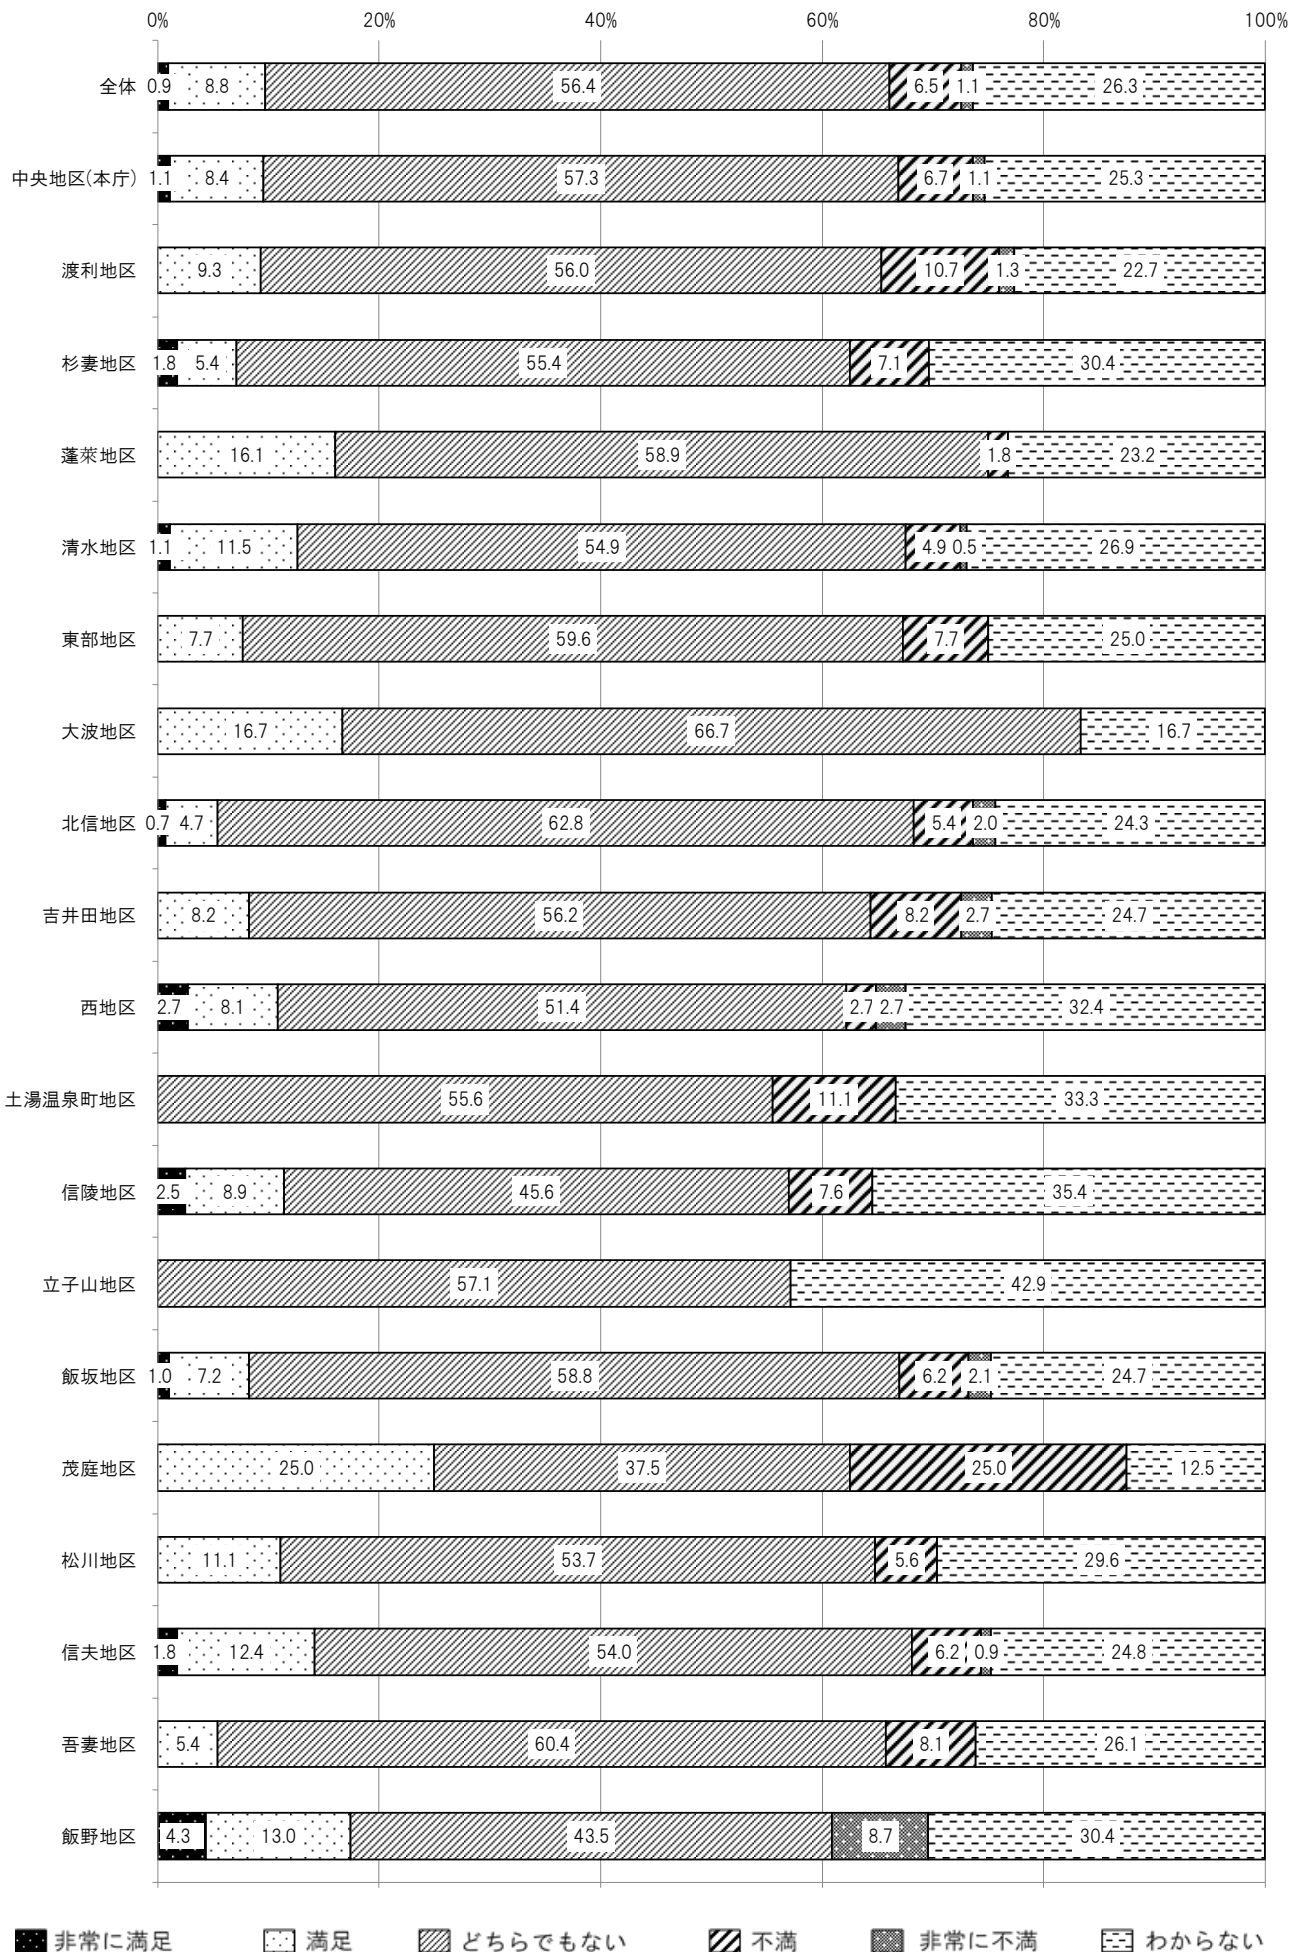 0% 20% 40% 60% 80% 100%
全体 0.9 8.8 56.4 6.5 1.1 26.3
中央地区(本庁) 1.1 8.4 57.3 6.7 1.1 25.3
渡利地区 9.3 56.0 10.7 1.3 22.7
杉妻地区 1.8 5.4 55.4 7.1 30.4
蓬萊地区 16.1 58.9 1.8 23.2
清水地区 1.1 11.5 54.9 4.9 0.5 26.9
東部地区 7.7 59.6 7.7 25.0
大波地区 16.7 66.7 16.7
北信地区 0.7 4.7 62.8 5.4 2.0 24.3
吉井田地区 8.2 56.2 8.2 2.7 24.7
西地区 2.7 8.1 51.4 2.7 2.7 32.4
土湯温泉町地区 55.6 11.1 33.3
信陵地区 2.5 8.9 45.6 7.6 35.4
立子山地区 57.1 42.9
飯坂地区 1.0 7.2 58.8 6.2 2.1 24.7
茂庭地区 25.0 37.5 25.0 12.5
松川地区 11.1 53.7 5.6 29.6
信夫地区 1.8 12.4 54.0 6.2 0.9 24.8
吾妻地区 5.4 60.4 8.1 26.1
飯野地区 4.3 13.0 43.5 8.7 30.4
非常に満足 満足 どちらでもない 不満 非常に不満 わからない